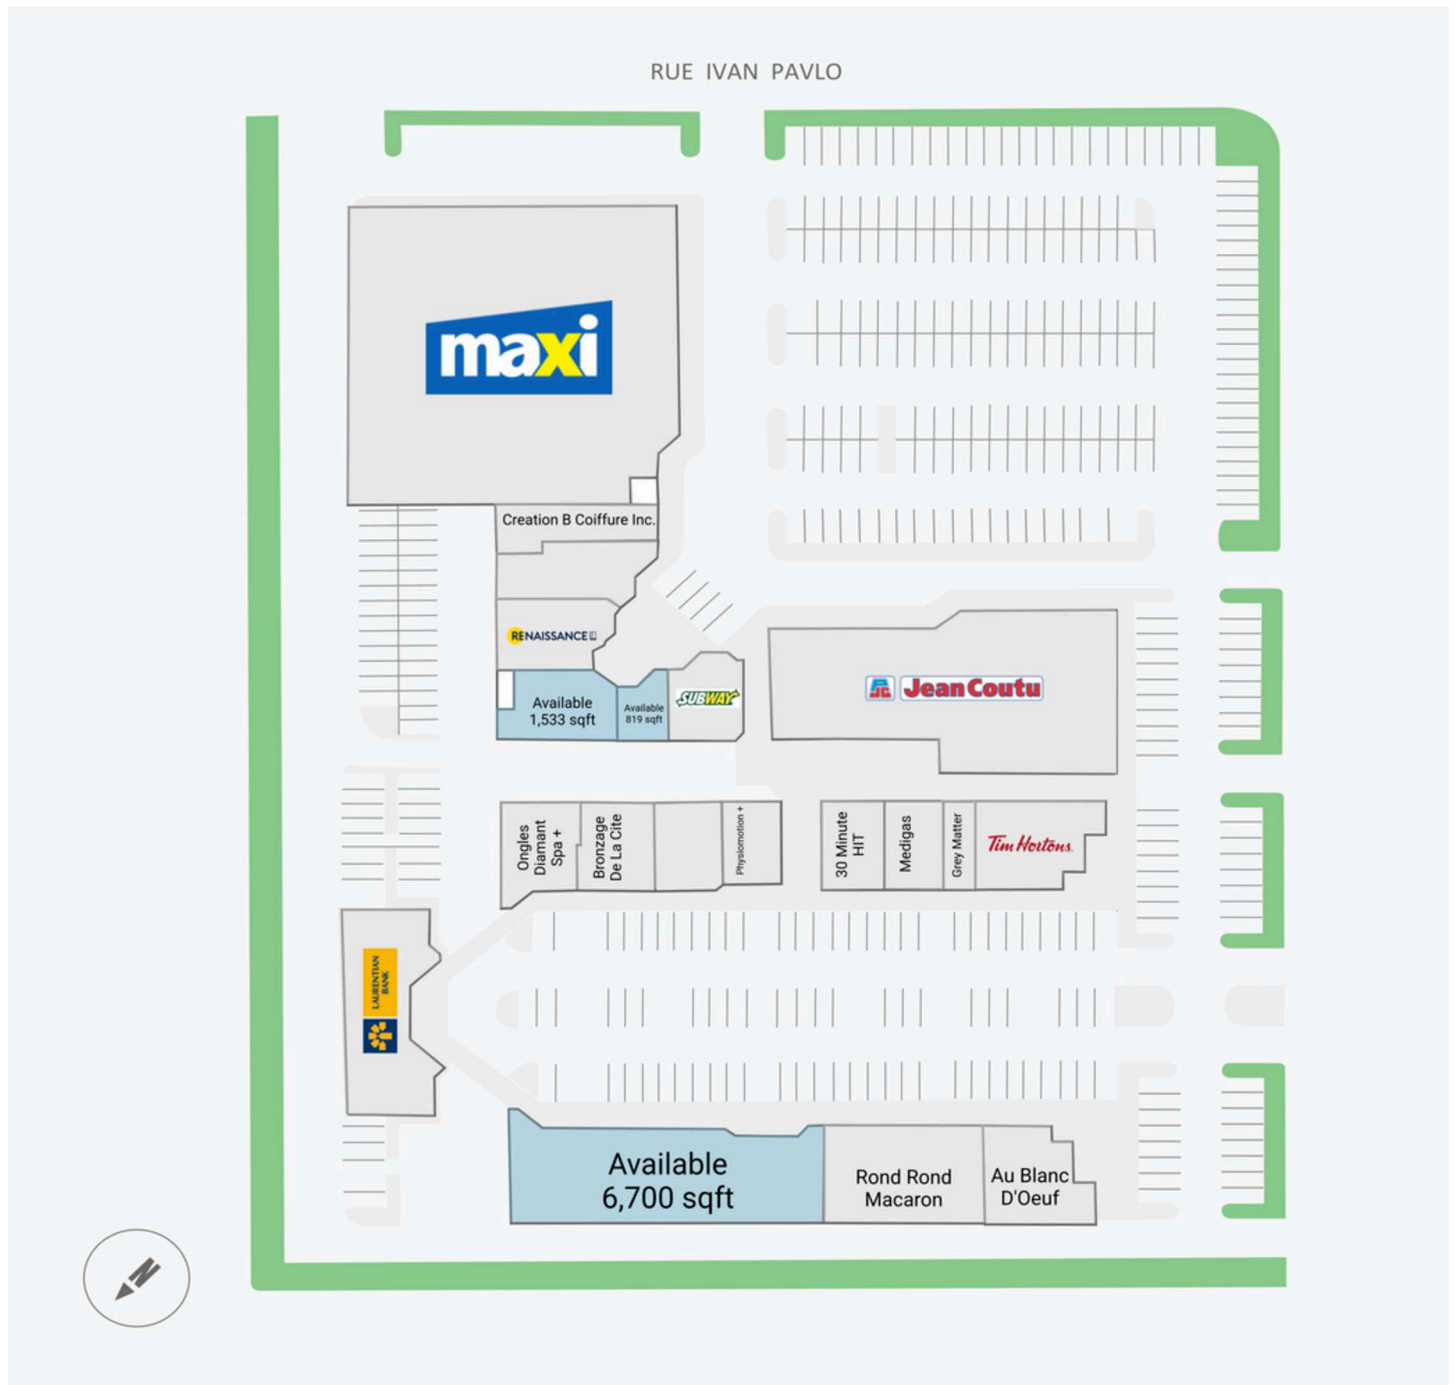 RUE IVAN PAVLO
maxi
Creation B Coiffure Inc.
RENAISSANCE
Available
1,533 sqft
Available
819 sqft
SUBWAY
PJC
Jean Coutu
Ongles
Diamant
Spa +
Bronzage
De La Cite
Physiomotion +
30 Minute
HIT
Medigas
Grey Matter
Tim Hortons.
LAURENTIAN
BANK
Available
6,700 sqft
Rond Rond
Macaron
Au Blanc
D'Oeuf
N